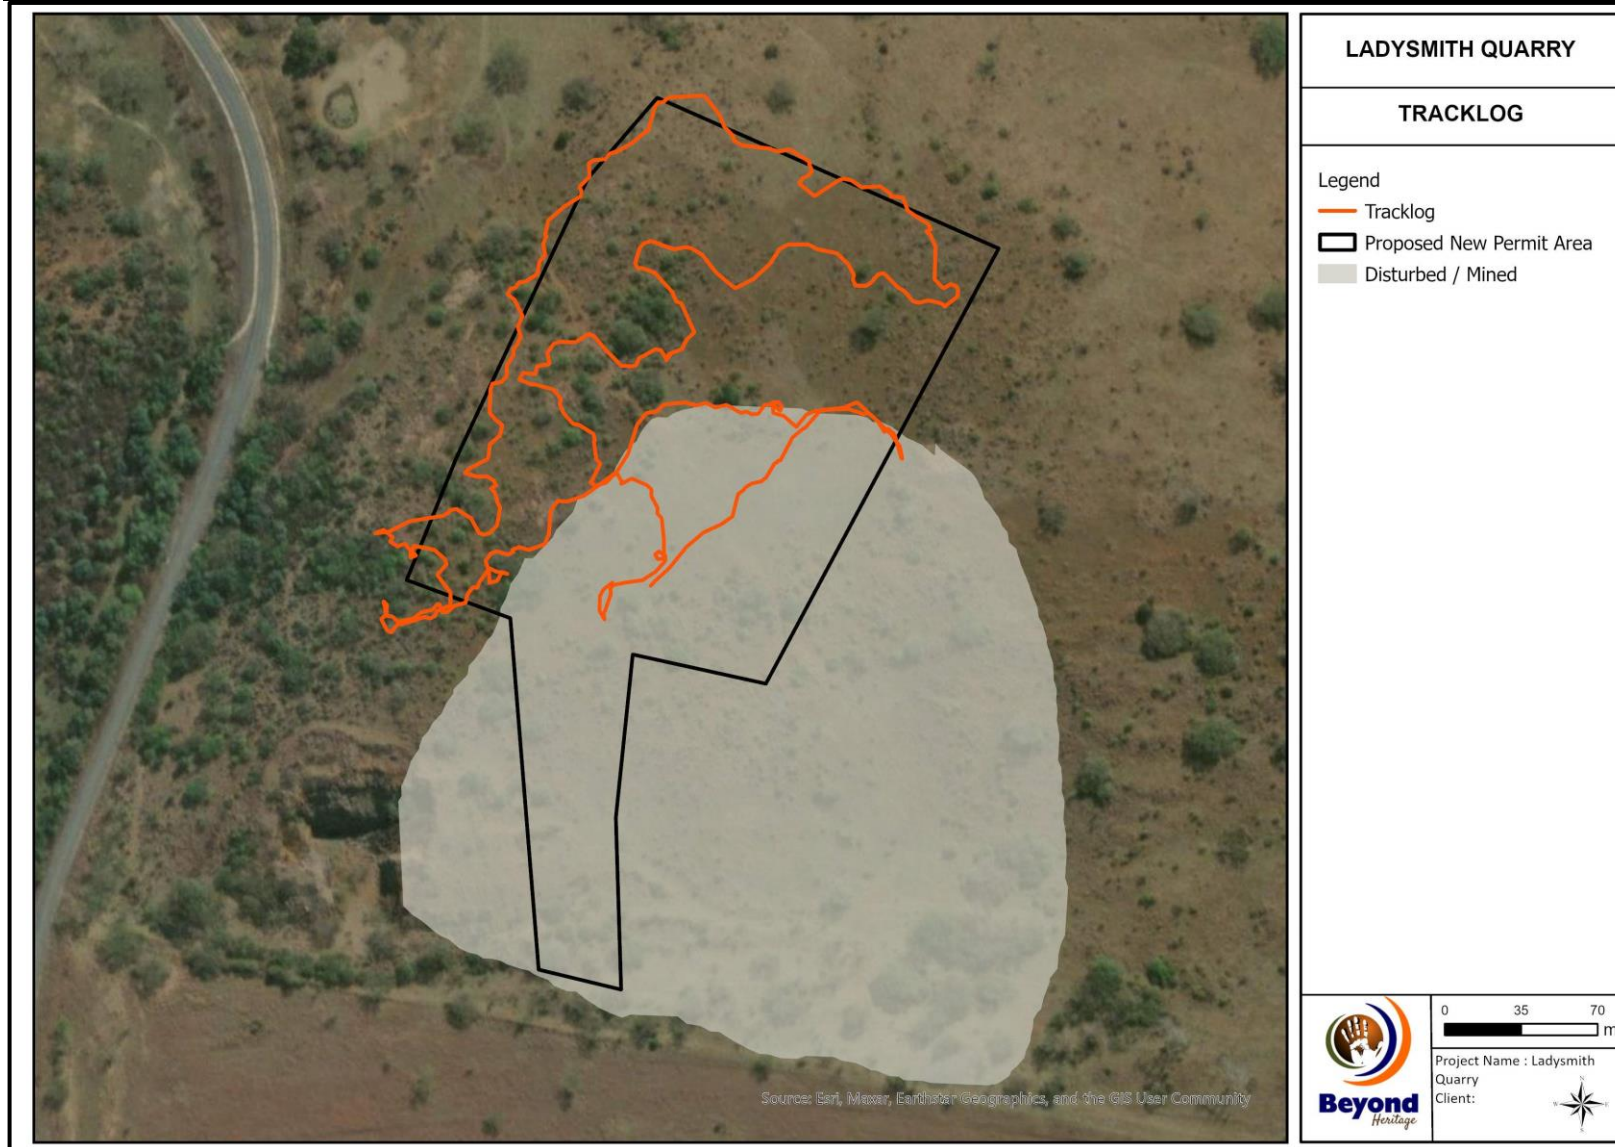 LADYSMITH QUARRY
TRACKLOG
Legend
Tracklog
Proposed New Permit Area
Disturbed / Mined
Source: Esri, Maxar, Earthstar Geographics, and the GIS User Community
0 35 70
m
Project Name : Ladysmith
Quarry
Client:
N
W E
S
Beyond
Heritage